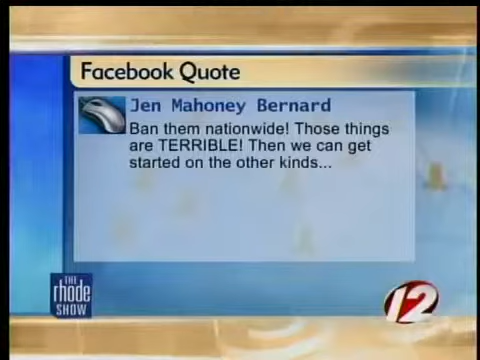 Facebook Quote
Jen Mahoney Bernard
Ban them nationwide! Those things
are TERRIBLE! Then we can get
started on the other kinds...
THE
rhode
SHOW
12